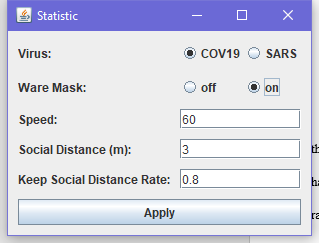 Statistic
Virus: COV19 SARS
Ware Mask: off on
Speed: 60
Social Distance (m): 3
Keep Social Distance Rate: 0.8
Apply